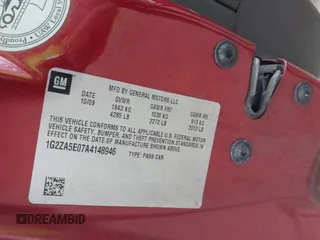 GM
MFD BY GENERAL MOTORS LLC
DATE GVWR GAWR FRT GAWR RR
10/09 1943 KG 1030 KG 913 KG
4285 LB 2272 LB 2013 LB
THIS VEHICLE CONFORMS TO ALL APPLICABLE U.S. FEDERAL MOTOR
VEHICLE SAFETY, BUMPER, AND THEFT PREVENTION STANDARDS IN
EFFECT ON THE DATE OF MANUFACTURE SHOWN ABOVE.
1G2ZA5E07A4149946 TYPE: PASS CAR
DREAMBID